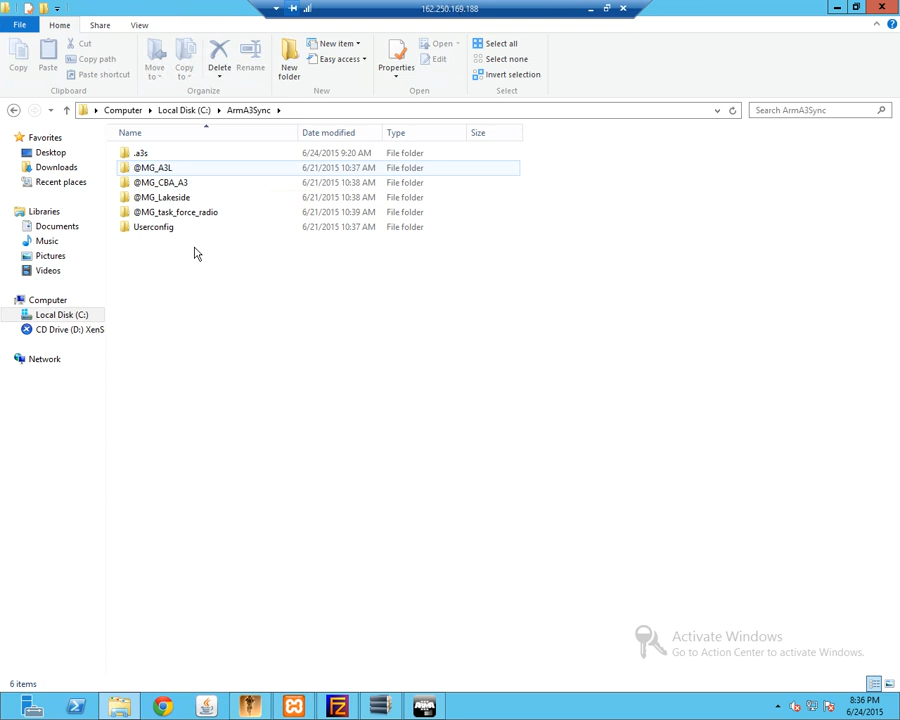 162.250.169.188
File Home Share View
Copy Paste Cut Copy path Paste shortcut
Move to Copy to Delete Rename
New folder New item Easy access
Properties Open Edit
Select all Select none Invert selection
Clipboard Organize New Open Select
Computer Local Disk (C:) ArmA3Sync
Search ArmA3Sync
Name Date modified Type Size
.a3s 6/24/2015 9:20 AM File folder
@MG_A3L 6/21/2015 10:37 AM File folder
@MG_CBA_A3 6/21/2015 10:38 AM File folder
@MG_Lakeside 6/21/2015 10:38 AM File folder
@MG_task_force_radio 6/21/2015 10:39 AM File folder
Userconfig 6/21/2015 10:37 AM File folder
Favorites
Desktop
Downloads
Recent places
Libraries
Documents
Music
Pictures
Videos
Computer
Local Disk (C:)
CD Drive (D:) XenS
Network
Activate Windows
Go to Action Center to activate Windows.
6 items
8:36 PM
6/24/2015